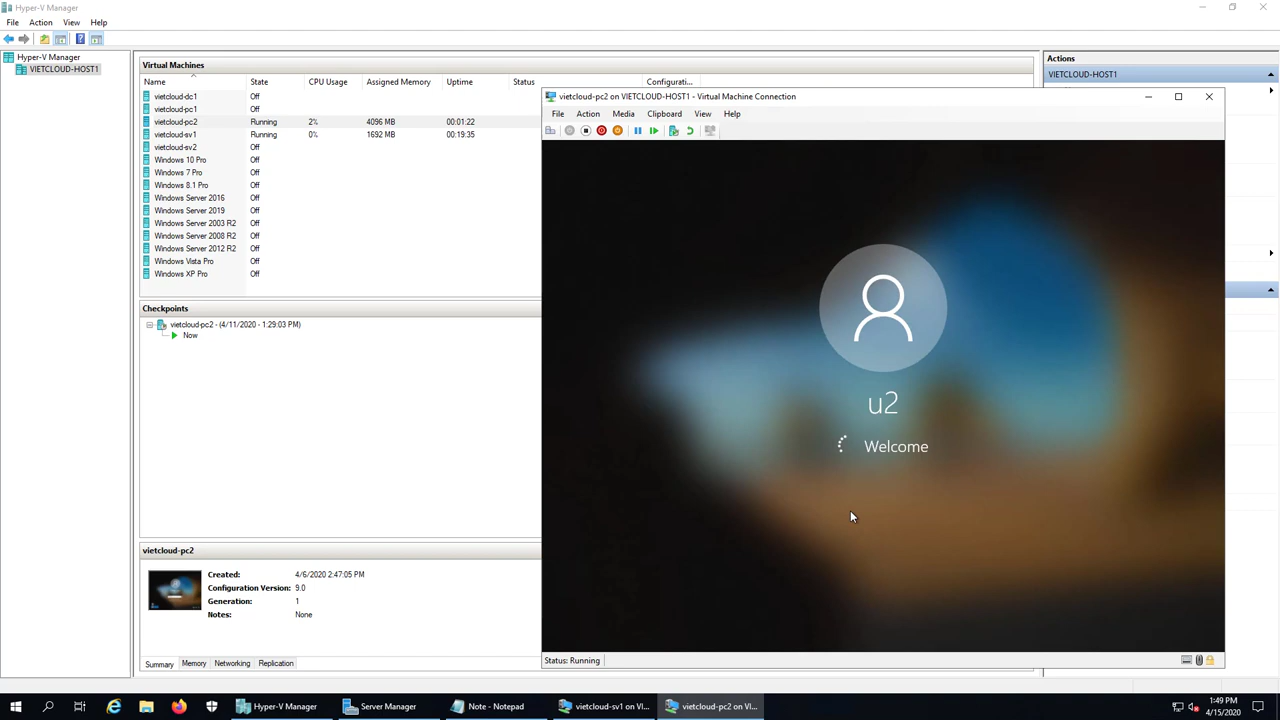 Hyper-V Manager
File Action View Help
Hyper-V Manager
VIETCLOUD-HOST1
Virtual Machines
Name State CPU Usage Assigned Memory Uptime Status Configurati...
vietcloud-dc1 Off
vietcloud-pc1 Off
vietcloud-pc2 Running 2% 4096 MB 00:01:22
vietcloud-sv1 Running 0% 1692 MB 00:19:35
vietcloud-sv2 Off
Windows 10 Pro Off
Windows 7 Pro Off
Windows 8.1 Pro Off
Windows Server 2016 Off
Windows Server 2019 Off
Windows Server 2003 R2 Off
Windows Server 2008 R2 Off
Windows Server 2012 R2 Off
Windows Vista Pro Off
Windows XP Pro Off
Checkpoints
vietcloud-pc2 - (4/11/2020 - 1:29:03 PM)
Now
vietcloud-pc2
Created: 4/6/2020 2:47:05 PM
Configuration Version: 9.0
Generation: 1
Notes: None
Summary Memory Networking Replication
Actions
VIETCLOUD-HOST1
vietcloud-pc2 on VIETCLOUD-HOST1 - Virtual Machine Connection
File Action Media Clipboard View Help
u2
Welcome
Status: Running
Hyper-V Manager Server Manager Note - Notepad vietcloud-sv1 on VI... vietcloud-pc2 on VI...
1:49 PM
4/15/2020